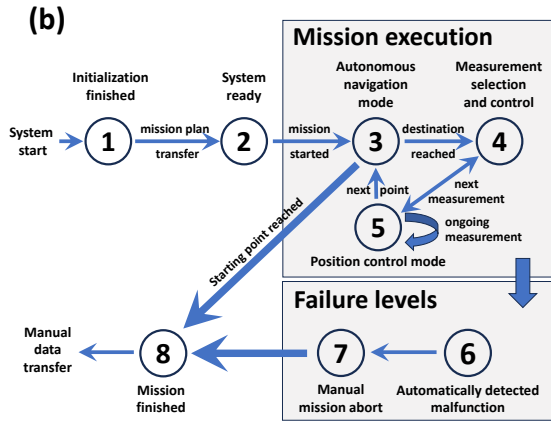 (b)
Mission execution
Initialization
finished
System
ready
Autonomous
navigation
mode
Measurement
selection
and control
System
start
1
mission plan
transfer
2
mission
started
3
destination
reached
4
next point
next
measurement
5
ongoing
measurement
Position control mode
Starting point reached
Failure levels
Manual
data
transfer
8
7
6
Mission
finished
Manual
mission abort
Automatically detected
malfunction